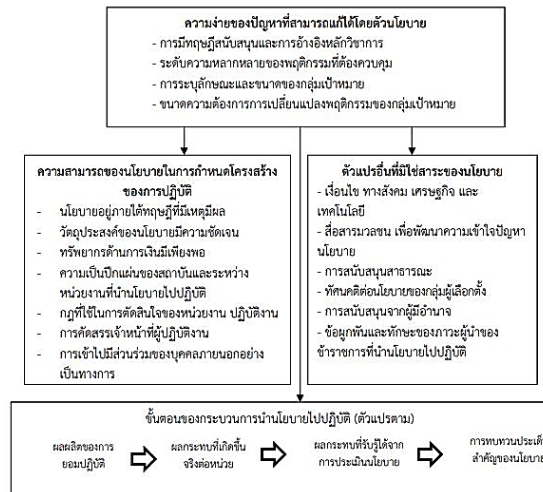 ความง่ายของปัญหาที่สามารถแก้ได้โดยตัวนโยบาย
- การมีทฤษฎีสนับสนุนและการอ้างอิงหลักวิชาการ
- ระดับความหลากหลายของพฤติกรรมที่ต้องควบคุม
- การระบุลักษณะและขนาดของกลุ่มเป้าหมาย
- ขนาดความต้องการการเปลี่ยนแปลงพฤติกรรมของกลุ่มเป้าหมาย
ความสามารถของนโยบายในการกำหนดโครงสร้าง
ของการปฏิบัติ
- นโยบายอยู่ภายใต้ทฤษฎีที่มีเหตุมีผล
- วัตถุประสงค์ของนโยบายมีความชัดเจน
- ทรัพยากรด้านการเงินมีเพียงพอ
- ความเป็นปึกแผ่นของสถาบันและระหว่าง
หน่วยงานที่นำนโยบายไปปฏิบัติ
- กฎที่ใช้ในการตัดสินใจของหน่วยงาน ปฏิบัติงาน
- การคัดสรรเจ้าหน้าที่ผู้ปฏิบัติงาน
- การเข้าไปมีส่วนร่วมของบุคคลภายนอกอย่าง
เป็นทางการ
ตัวแปรอื่นที่มิใช่สาระของนโยบาย
- เงื่อนไข ทางสังคม เศรษฐกิจ และ
เทคโนโลยี
- สื่อสารมวลชน เพื่อพัฒนาความเข้าใจปัญหา
นโยบาย
- การสนับสนุนสาธารณะ
- ทัศนคติต่อนโยบายของกลุ่มผู้เลือกตั้ง
- การสนับสนุนจากผู้มีอำนาจ
- ข้อผูกพันและทักษะของภาวะผู้นำของ
ข้าราชการที่นำนโยบายไปปฏิบัติ
ขั้นตอนของกระบวนการนำนโยบายไปปฏิบัติ (ตัวแปรตาม)
ผลผลิตของการ
ยอมปฏิบัติ
ผลกระทบที่เกิดขึ้น
จริงต่อหน่วย
ผลกระทบที่รับรู้ได้จาก
การประเมินนโยบาย
การทบทวนประเด็
สำคัญของนโยบาย